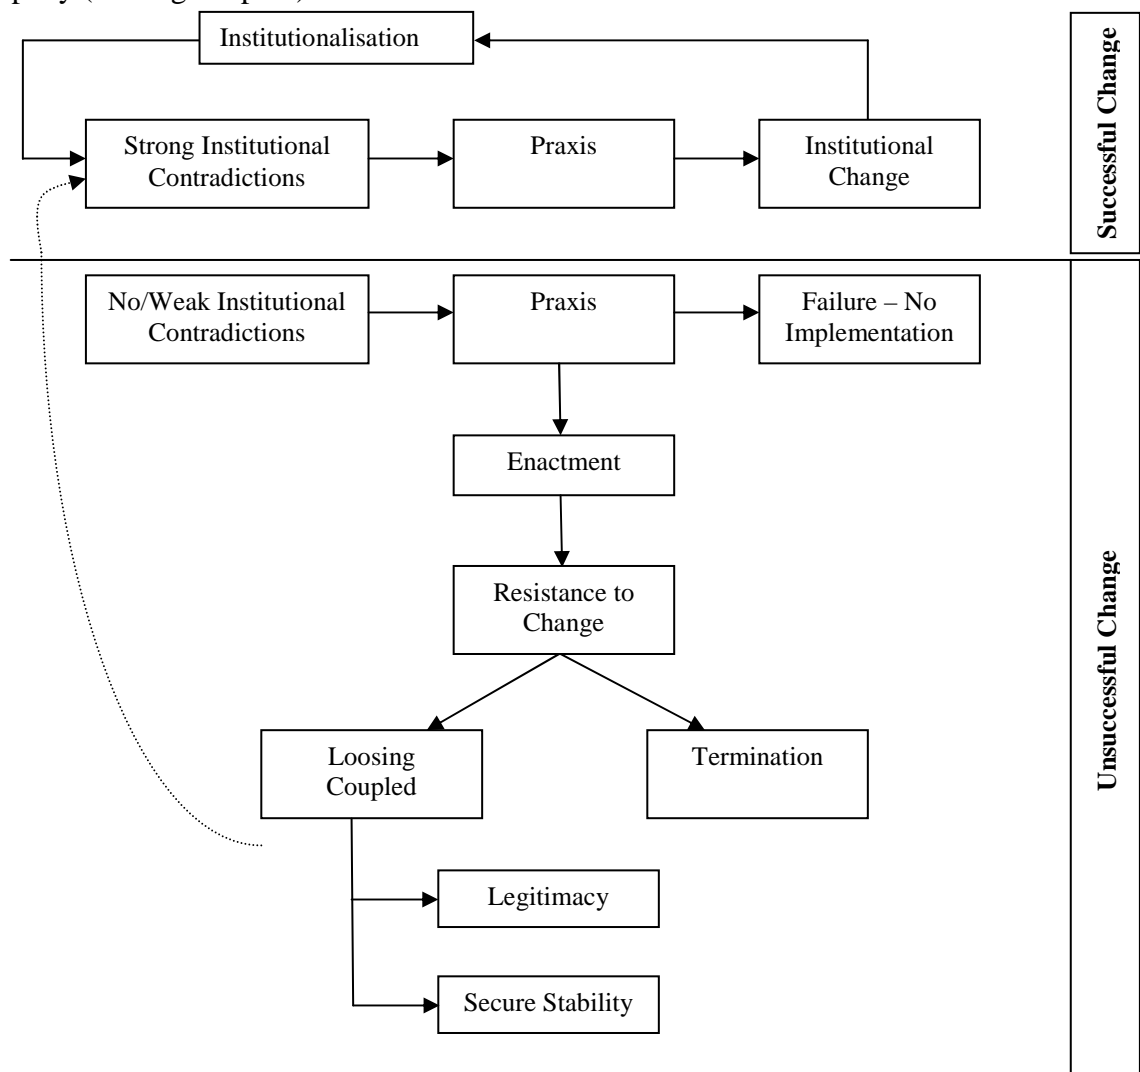 Institutionalisation
Strong Institutional
Contradictions
Praxis
Institutional
Change
Successful Change
No/Weak Institutional
Contradictions
Praxis
Failure – No
Implementation
Enactment
Resistance to
Change
Loosing
Coupled
Termination
Legitimacy
Secure Stability
Unsuccessful Change